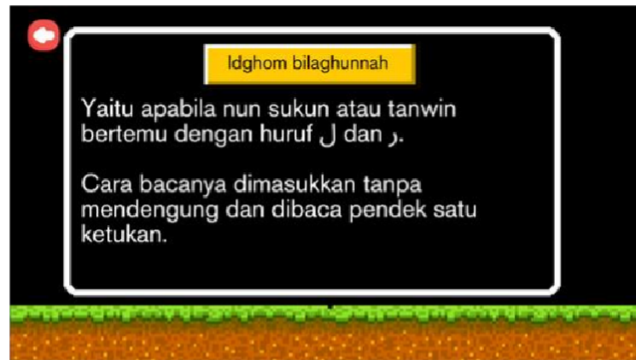 Idghom bilaghunnah
Yaitu apabila nun sukun atau tanwin
bertemu dengan huruf ل dan ر.
Cara bacanya dimasukkan tanpa
mendengung dan dibaca pendek satu
ketukan.